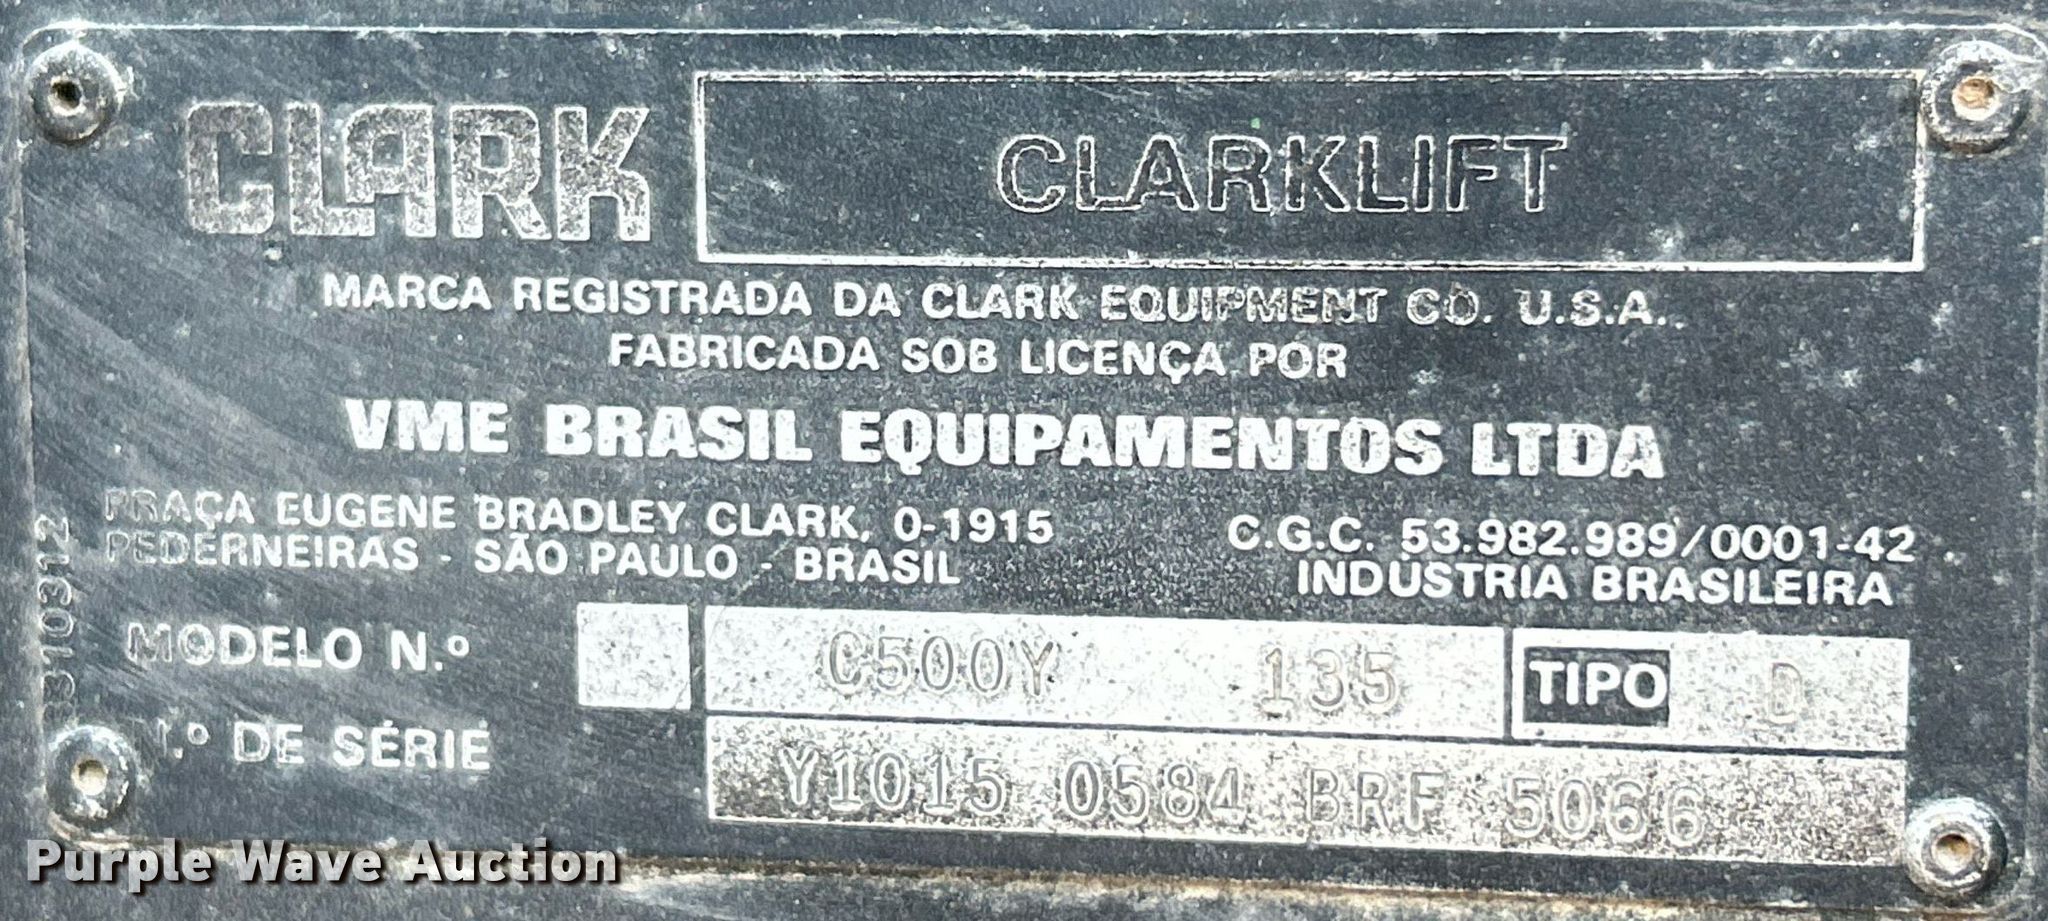 CLARK CLARKLIFT
MARCA REGISTRADA DA CLARK EQUIPMENT CO. U.S.A.
FABRICADA SOB LICENÇA POR
VME BRASIL EQUIPAMENTOS LTDA
PRAÇA EUGENE BRADLEY CLARK, 0-1915
PEDERNEIRAS - SÃO PAULO - BRASIL
C.G.C. 53.982.989/0001-42
INDUSTRIA BRASILEIRA
MODELO N.º C500Y 135 TIPO D
N.º DE SÉRIE Y1015 0584 BRF 5066
Purple Wave Auction